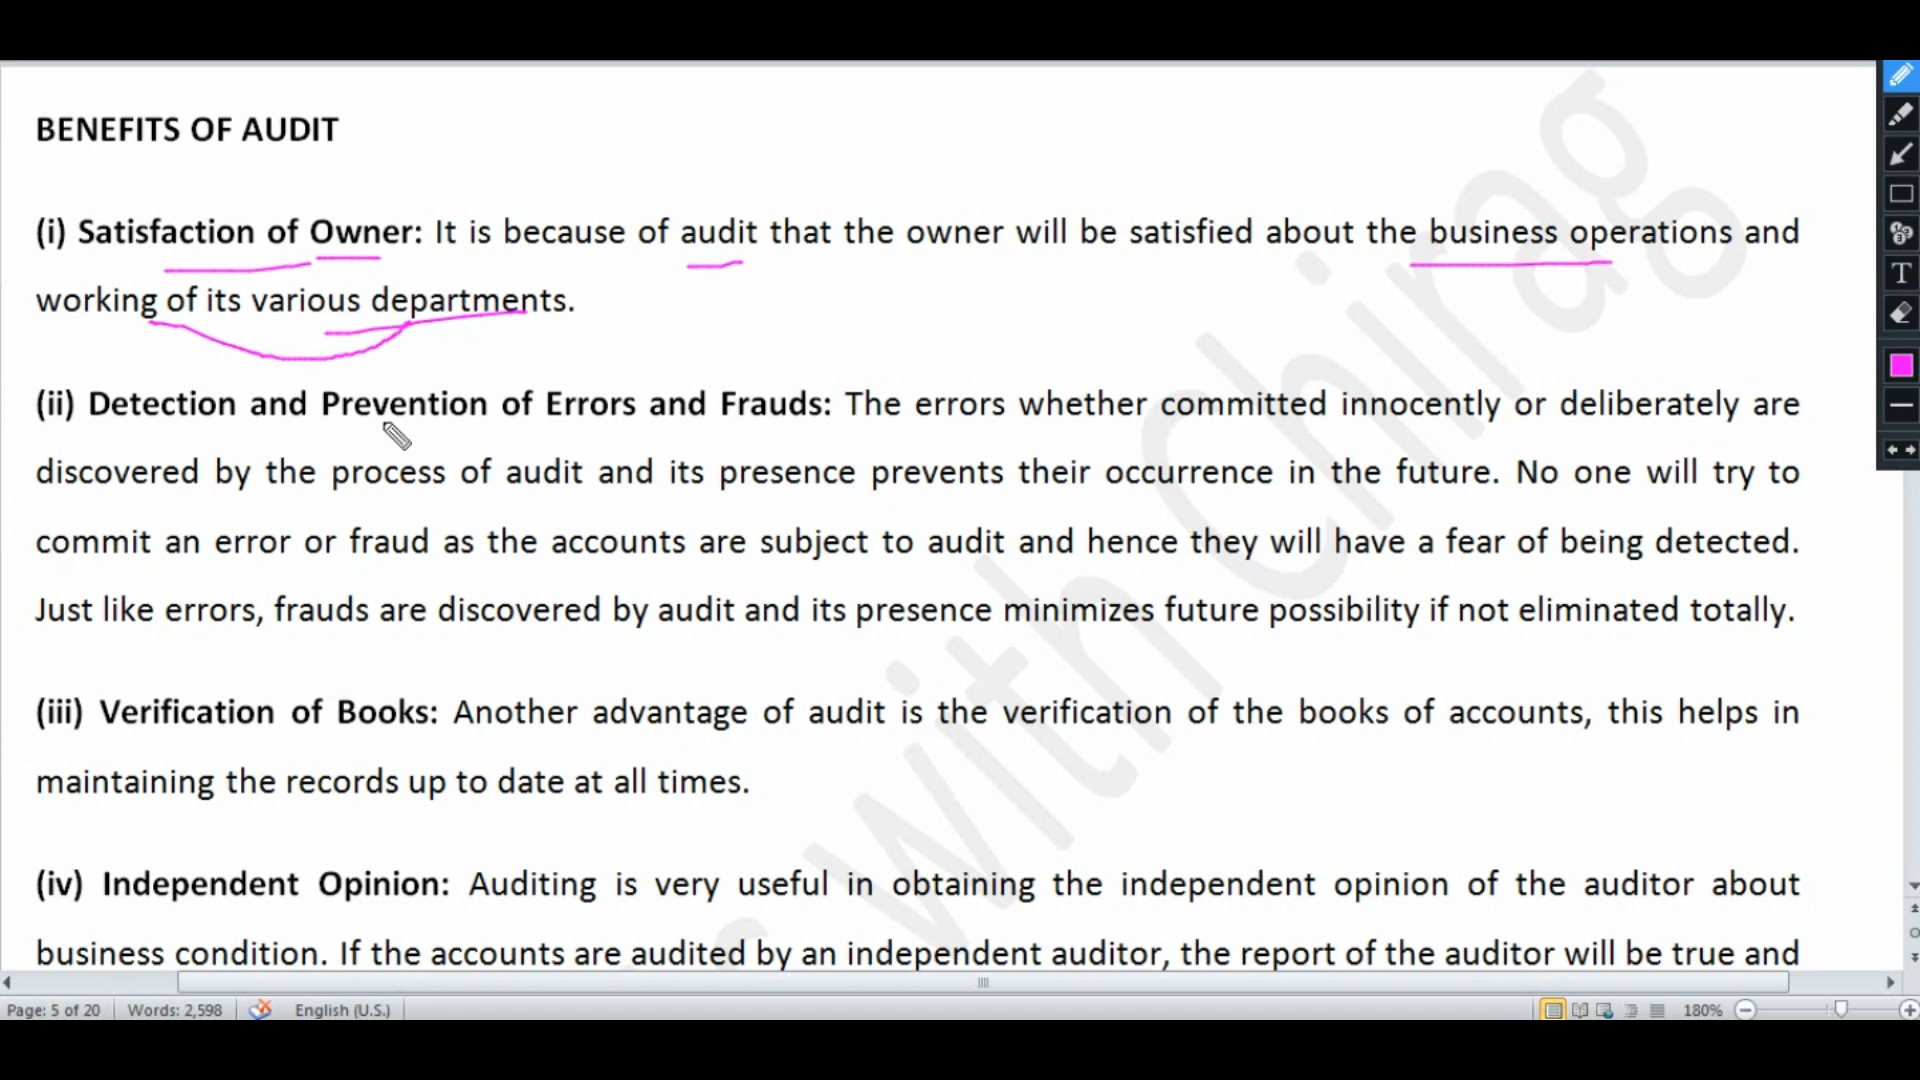 BENEFITS OF AUDIT
(i) Satisfaction of Owner: It is because of audit that the owner will be satisfied about the business operations and
working of its various departments.
(ii) Detection and Prevention of Errors and Frauds: The errors whether committed innocently or deliberately are
discovered by the process of audit and its presence prevents their occurrence in the future. No one will try to
commit an error or fraud as the accounts are subject to audit and hence they will have a fear of being detected.
Just like errors, frauds are discovered by audit and its presence minimizes future possibility if not eliminated totally.
(iii) Verification of Books: Another advantage of audit is the verification of the books of accounts, this helps in
maintaining the records up to date at all times.
(iv) Independent Opinion: Auditing is very useful in obtaining the independent opinion of the auditor about
business condition. If the accounts are audited by an independent auditor, the report of the auditor will be true and
with Chirag
T
Page: 5 of 20 Words: 2,598 English (U.S.) 180%